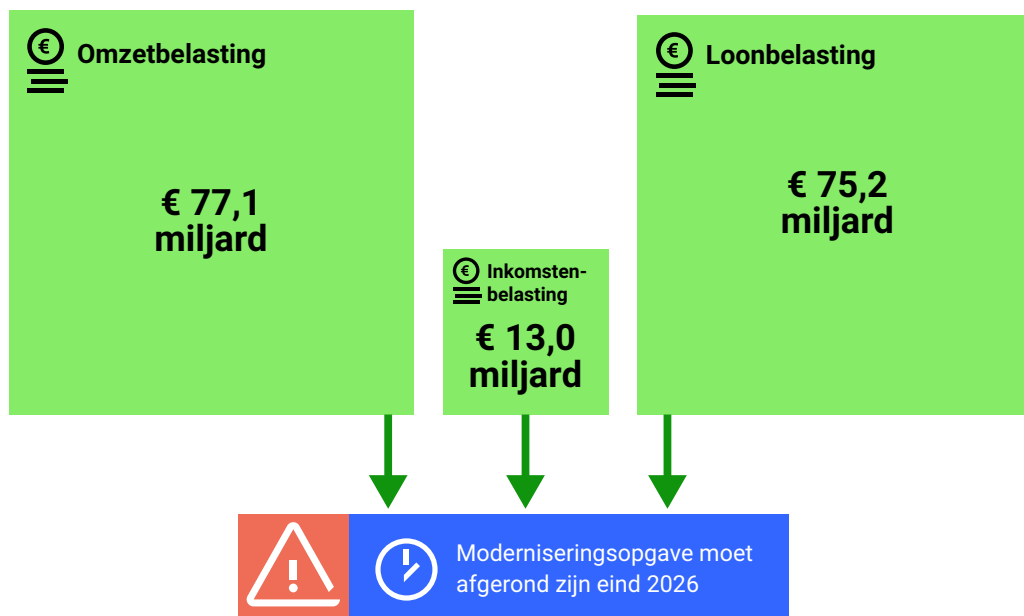 Omzetbelasting
€ 77,1
miljard
Inkomsten-
belasting
€ 13,0
miljard
Loonbelasting
€ 75,2
miljard
Moderniseringsopgave moet
afgerond zijn eind 2026